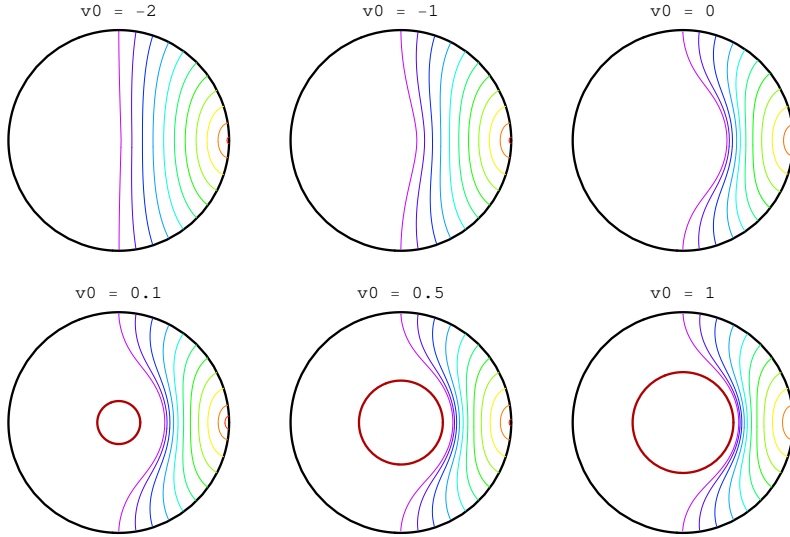 v0 = -2
v0 = -1
v0 = 0
v0 = 0.1
v0 = 0.5
v0 = 1